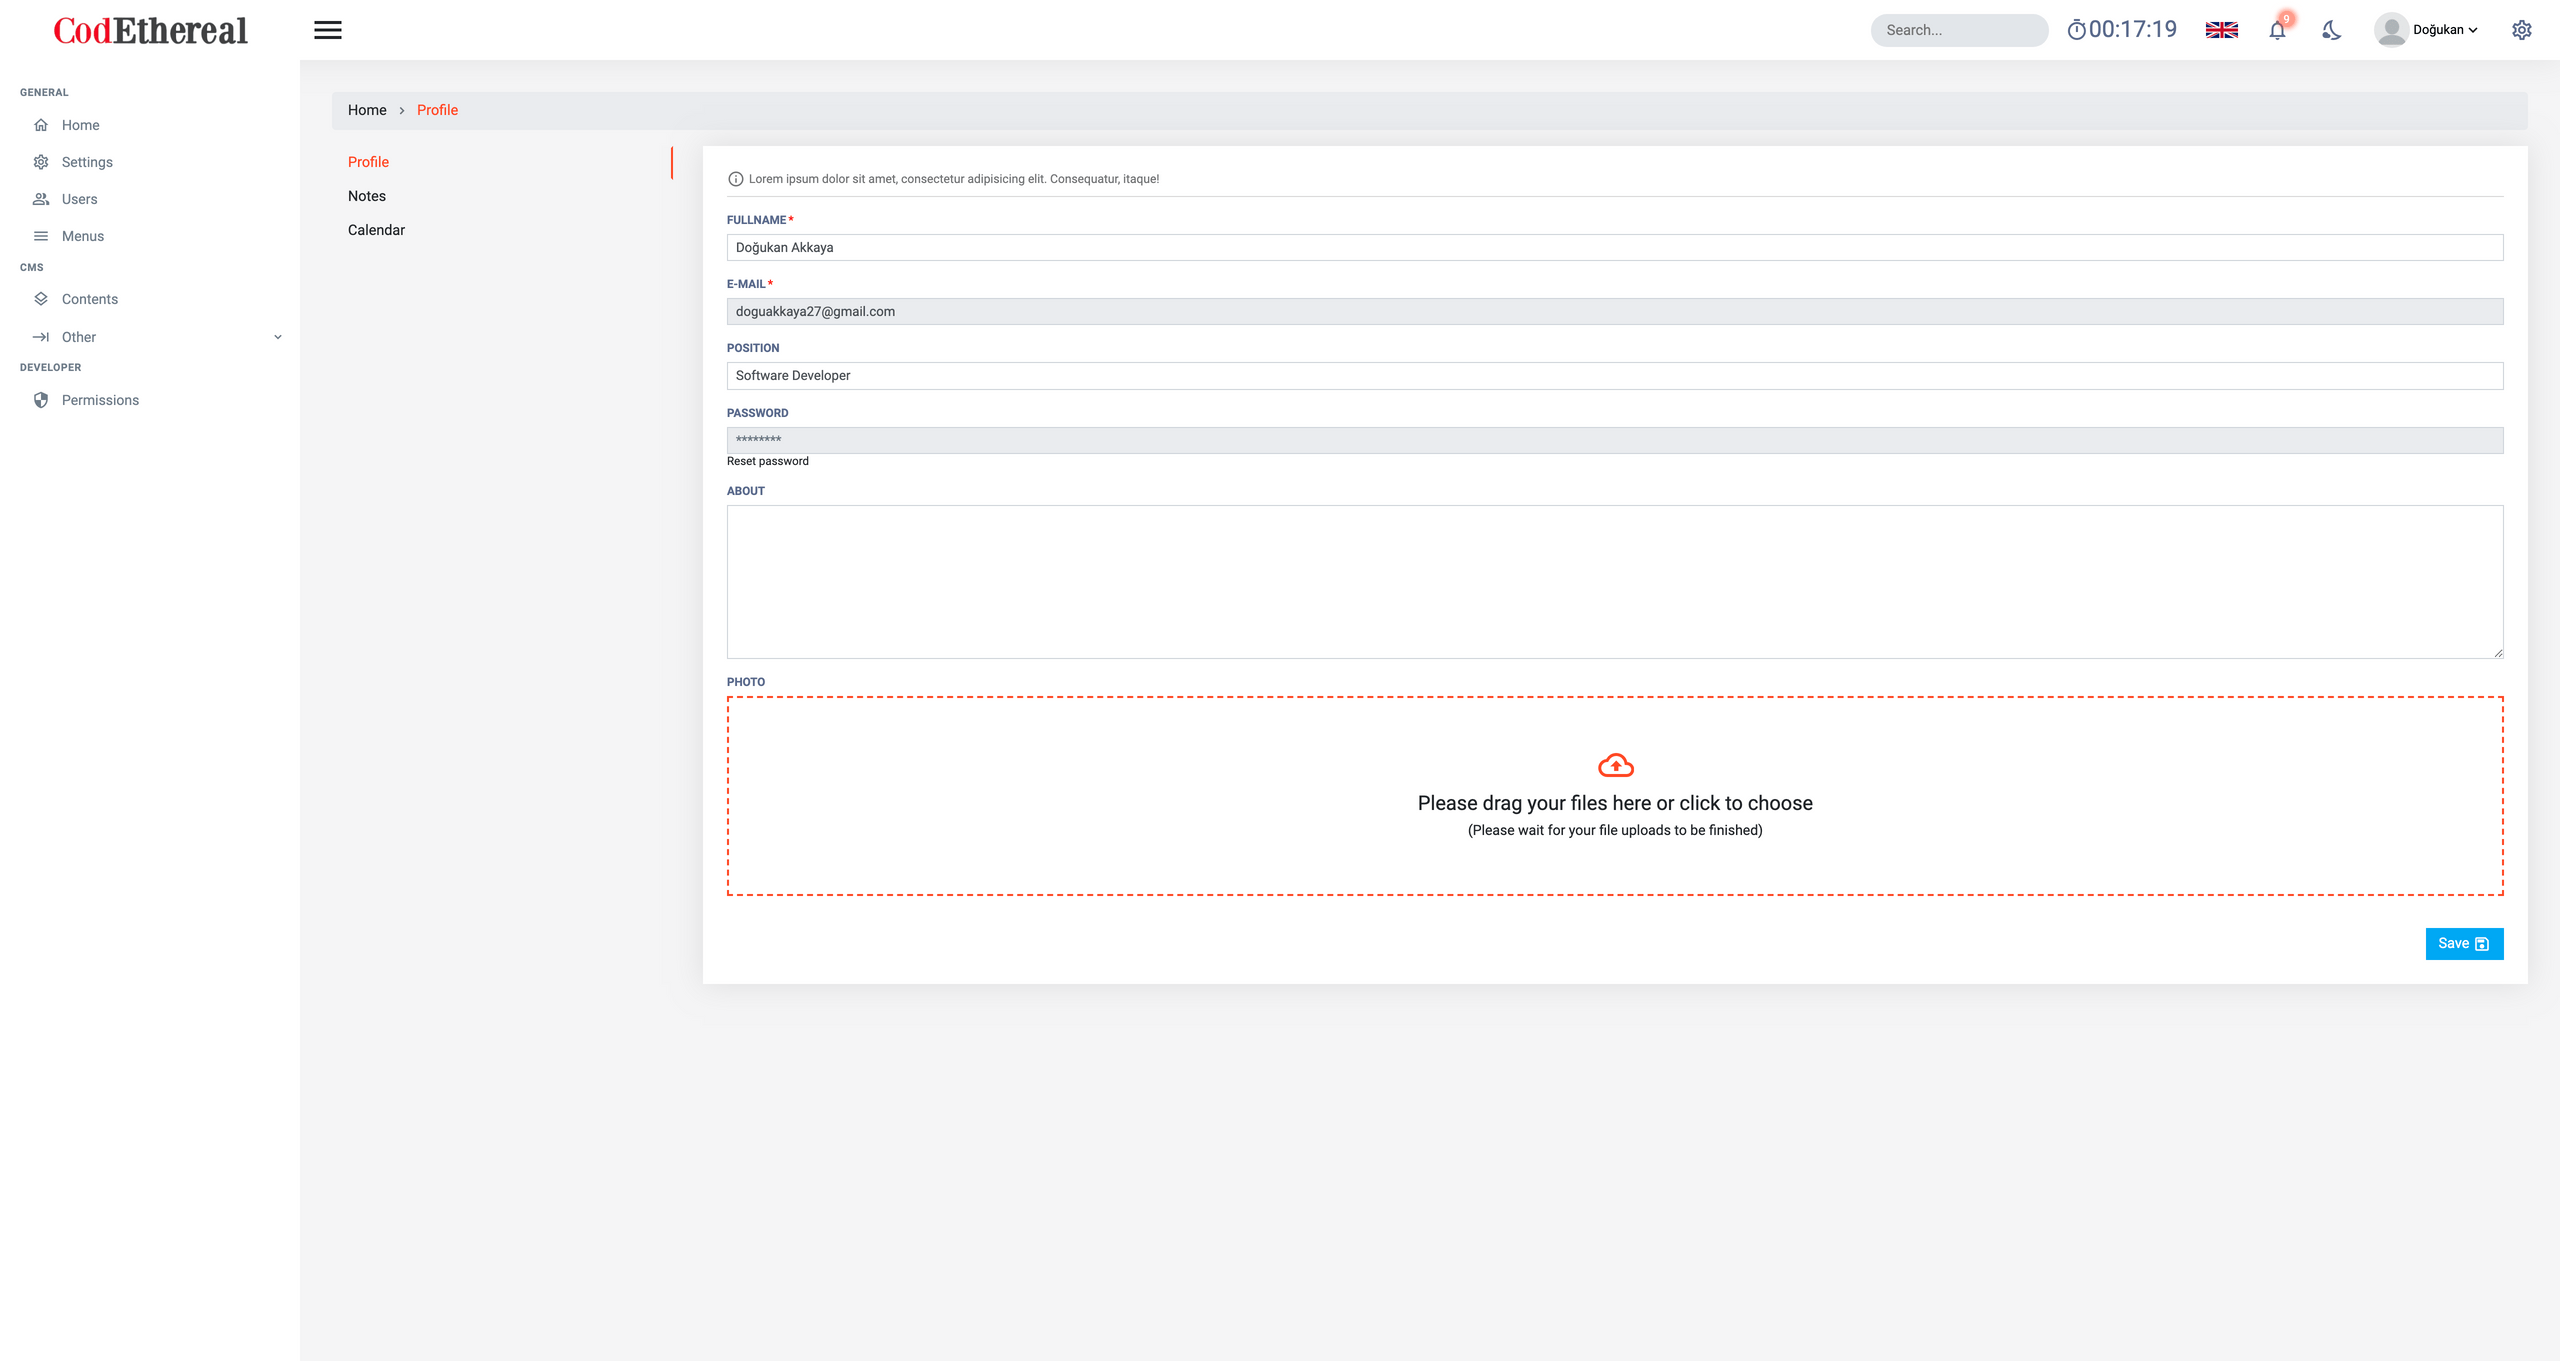 CodEthereal
Search...
00:17:19
9
Doğukan
GENERAL
Home
Settings
Users
Menus
CMS
Contents
Other
DEVELOPER
Permissions
Home > Profile
Profile
Notes
Calendar
Lorem ipsum dolor sit amet, consectetur adipisicing elit. Consequatur, itaque!
FULLNAME*
Doğukan Akkaya
E-MAIL*
doguakkaya27@gmail.com
POSITION
Software Developer
PASSWORD
********
Reset password
ABOUT
PHOTO
Please drag your files here or click to choose
(Please wait for your file uploads to be finished)
Save